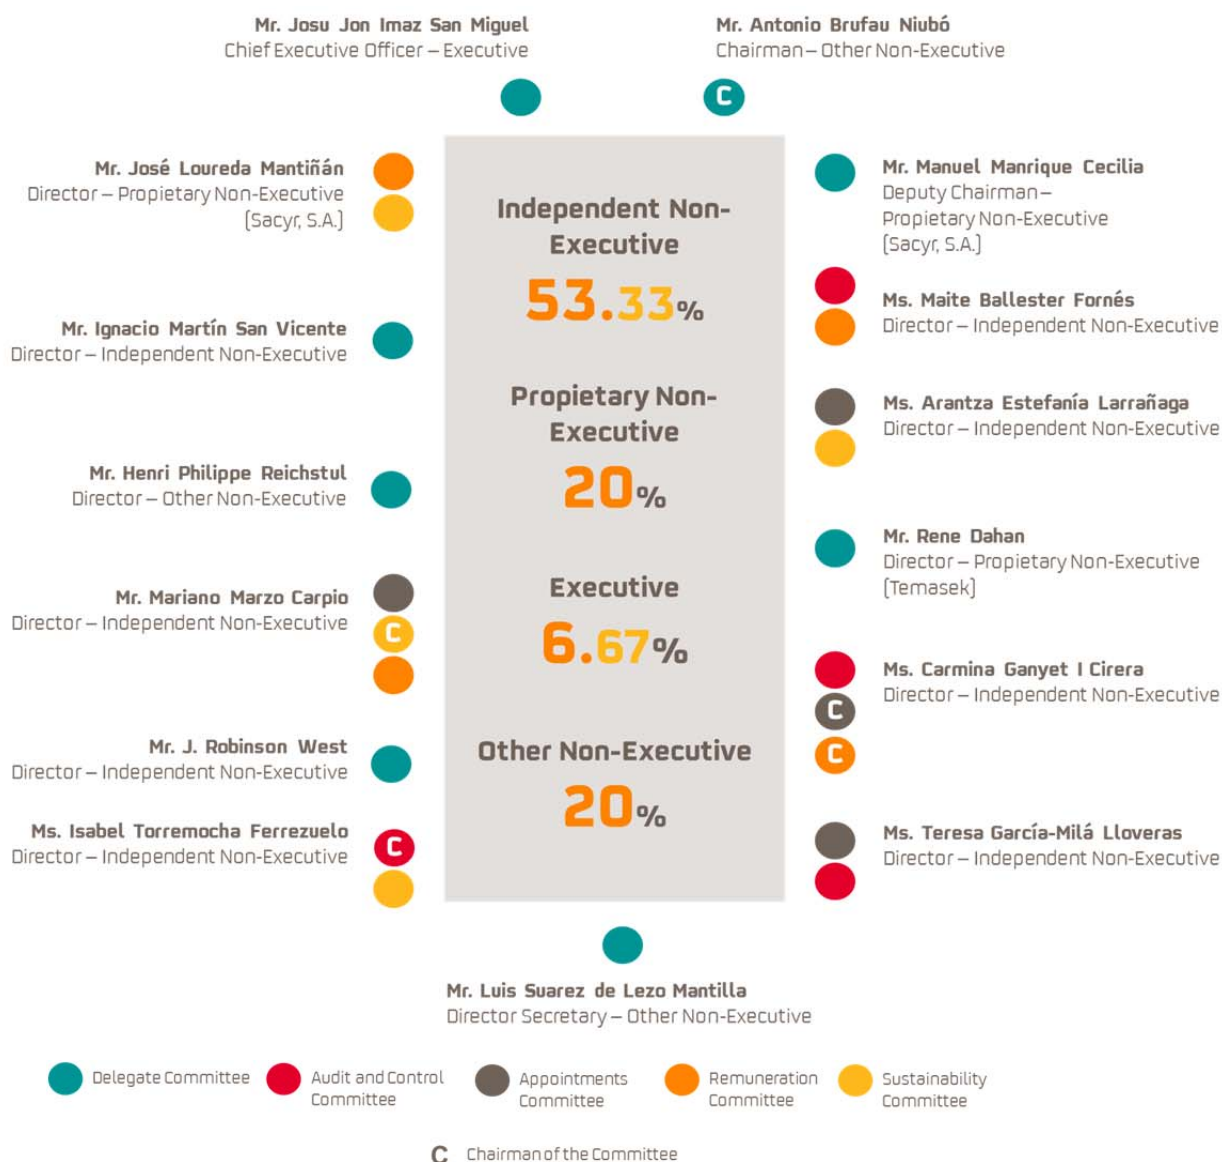 Mr. Josu Jon Imaz San Miguel
Chief Executive Officer – Executive
Mr. Antonio Brufau Niubó
Chairman – Other Non-Executive
C
Mr. José Loureda Mantiñán
Director – Propietary Non-Executive
(Sacyr, S.A.)
Mr. Ignacio Martín San Vicente
Director – Independent Non-Executive
Mr. Henri Philippe Reichstul
Director – Other Non-Executive
Mr. Mariano Marzo Carpio
Director – Independent Non-Executive
C
Mr. J. Robinson West
Director – Independent Non-Executive
Ms. Isabel Torremocha Ferrezuelo
Director – Independent Non-Executive
C
Independent Non-
Executive
53.33%
Propietary Non-
Executive
20%
Executive
6.67%
Other Non-Executive
20%
Mr. Manuel Manrique Cecilia
Deputy Chairman –
Propietary Non-Executive
(Sacyr, S.A.)
Ms. Maite Ballester Fornés
Director – Independent Non-Executive
Ms. Arantza Estefanía Larrañaga
Director – Independent Non-Executive
Mr. Rene Dahan
Director – Propietary Non-Executive
(Temasek)
Ms. Carmina Ganyet I Cirera
Director – Independent Non-Executive
C
C
Ms. Teresa García-Milá Lloveras
Director – Independent Non-Executive
Mr. Luis Suarez de Lezo Mantilla
Director Secretary – Other Non-Executive
Delegate Committee
Audit and Control
Committee
Appointments
Committee
Remuneration
Committee
Sustainability
Committee
C Chairman of the Committee